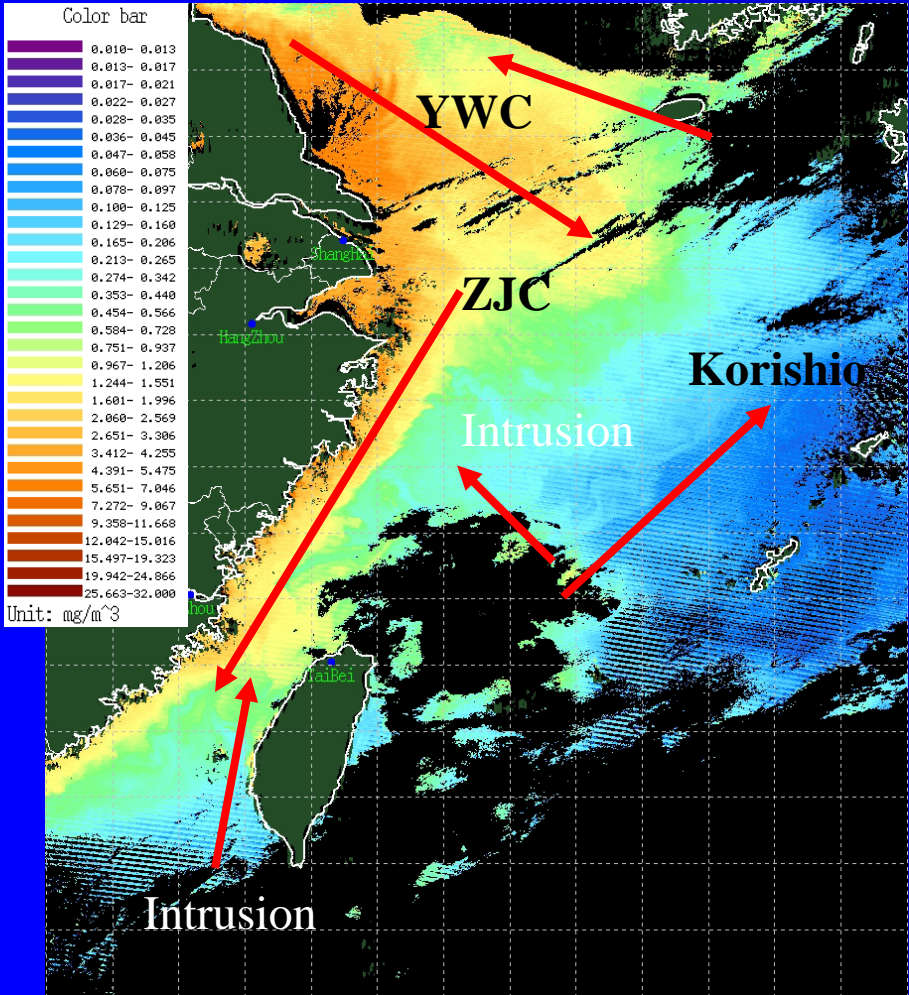 Color bar
0.010- 0.013
0.013- 0.017
0.017- 0.021
0.022- 0.027
0.028- 0.035
0.036- 0.045
0.047- 0.058
0.060- 0.075
0.078- 0.097
0.100- 0.125
0.129- 0.160
0.165- 0.206
0.213- 0.265
0.274- 0.342
0.353- 0.440
0.454- 0.566
0.584- 0.728
0.751- 0.937
0.967- 1.206
1.244- 1.551
1.601- 1.996
2.060- 2.569
2.651- 3.306
3.412- 4.255
4.391- 5.475
5.651- 7.046
7.272- 9.067
9.358-11.668
12.042-15.016
15.497-19.323
19.942-24.866
25.663-32.000
Unit: mg/m^3
YWC
ShangHai
ZJC
HangZhou
Korishio
Intrusion
hou
TaiBei
Intrusion